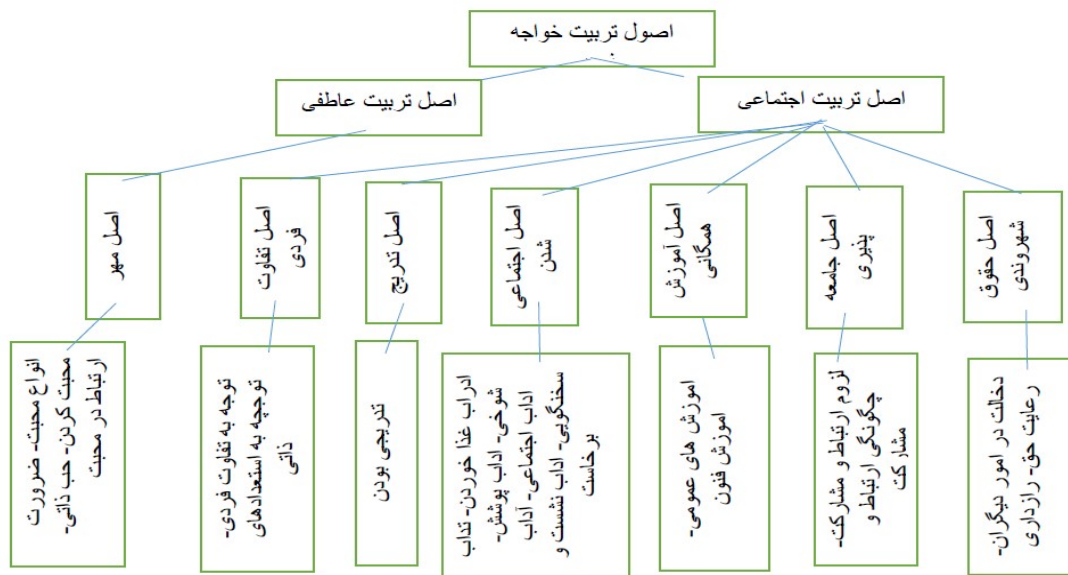 اصول تربیت خواجه
اصل تربیت اجتماعی
اصل تربیت عاطفی
اصل حقوق
شهروندی
اصل جامعه
پذیری
اصل آموزش
همگانی
اصل اجتماعی
شدن
اصل تدریج
اصل تفاوت
فردی
اصل مهر
دخالت در امور دیگران-
رعایت حق- رازداری
لزوم ارتباط و مشارکت-
چگونگی ارتباط و
مشارکت
اموزش های عمومی-
اموزش فنون
ادراب غذا خوردن- تداب
شوخی- اداب پوشش-
اداب اجتماعی- آداب
سخنگویی- اداب نشست و
برخاست
تدریجی بودن
توجه به تفاوت فردی-
توجچه به استعدادهای
ذاتی
انواع محبت- ضرورت
محبت کردن- حب ذاتی-
ارتباط در محبت